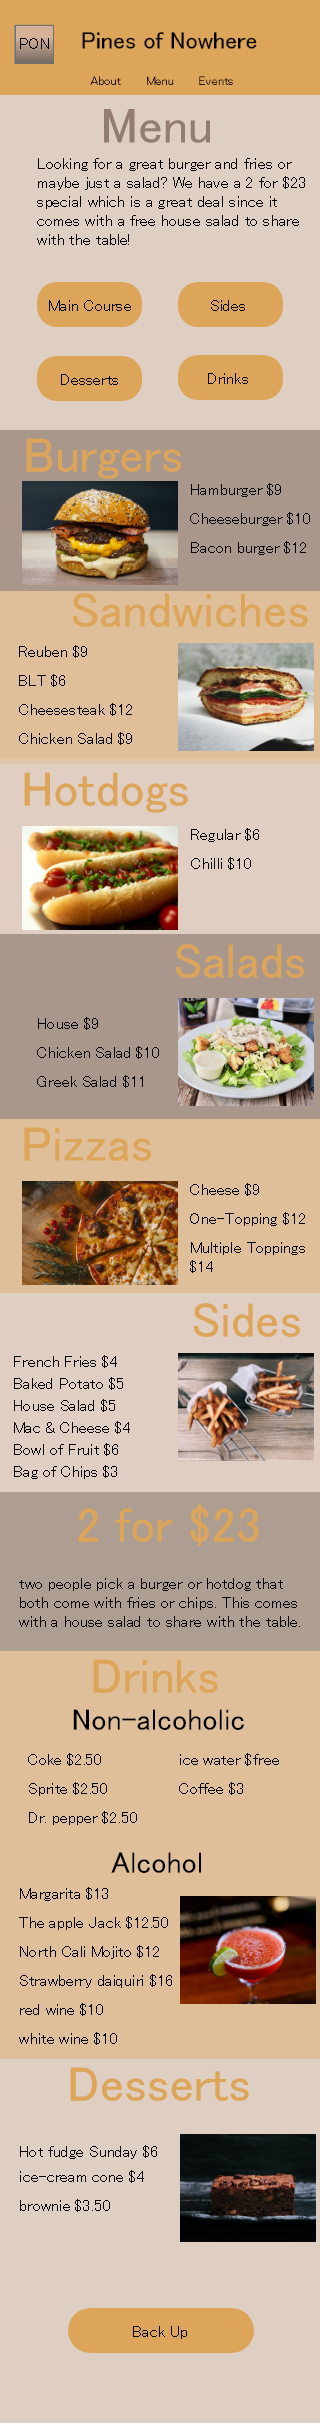 PON
Pines of Nowhere
About Menu Events
Menu
Looking for a great burger and fries or
maybe just a salad? We have a 2 for $23
special which is a great deal since it
comes with a free house salad to share
with the table!
Main Course Sides
Desserts Drinks
Burgers
Hamburger $9
Cheeseburger $10
Bacon burger $12
Sandwiches
Reuben $9
BLT $6
Cheesesteak $12
Chicken Salad $9
Hotdogs
Regular $6
Chilli $10
Salads
House $9
Chicken Salad $10
Greek Salad $11
Pizzas
Cheese $9
One-Topping $12
Multiple Toppings
$14
Sides
French Fries $4
Baked Potato $5
House Salad $5
Mac & Cheese $4
Bowl of Fruit $6
Bag of Chips $3
2 for $23
two people pick a burger or hotdog that
both come with fries or chips. This comes
with a house salad to share with the table.
Drinks
Non-alcoholic
Coke $2.50 ice water $free
Sprite $2.50 Coffee $3
Dr. pepper $2.50
Alcohol
Margarita $13
The apple Jack $12.50
North Cali Mojito $12
Strawberry daiquiri $16
red wine $10
white wine $10
Desserts
Hot fudge Sunday $6
ice-cream cone $4
brownie $3.50
Back Up